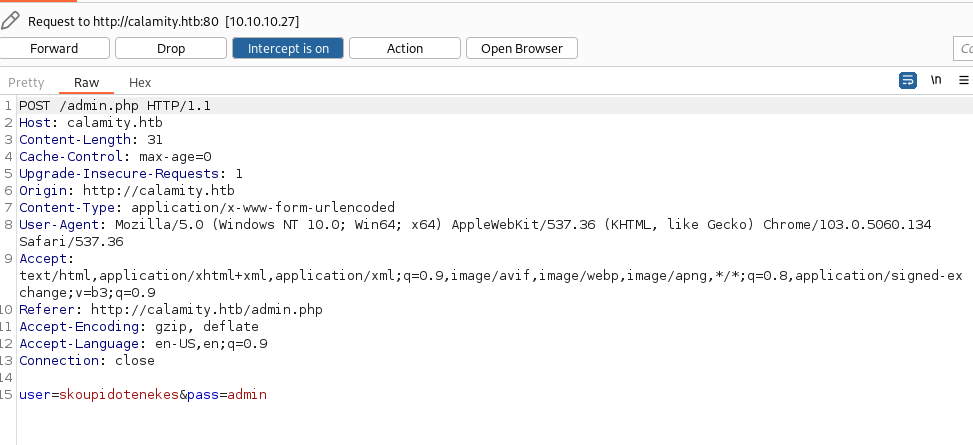 Request to http://calamity.htb:80 [10.10.10.27]
Forward Drop Intercept is on Action Open Browser
Pretty Raw Hex \n
1 POST /admin.php HTTP/1.1
2 Host: calamity.htb
3 Content-Length: 31
4 Cache-Control: max-age=0
5 Upgrade-Insecure-Requests: 1
6 Origin: http://calamity.htb
7 Content-Type: application/x-www-form-urlencoded
8 User-Agent: Mozilla/5.0 (Windows NT 10.0; Win64; x64) AppleWebKit/537.36 (KHTML, like Gecko) Chrome/103.0.5060.134
Safari/537.36
9 Accept:
text/html,application/xhtml+xml,application/xml;q=0.9,image/avif,image/webp,image/apng,*/*;q=0.8,application/signed-ex
change;v=b3;q=0.9
10 Referer: http://calamity.htb/admin.php
11 Accept-Encoding: gzip, deflate
12 Accept-Language: en-US,en;q=0.9
13 Connection: close
14
15 user=skoupidotenekes&pass=admin